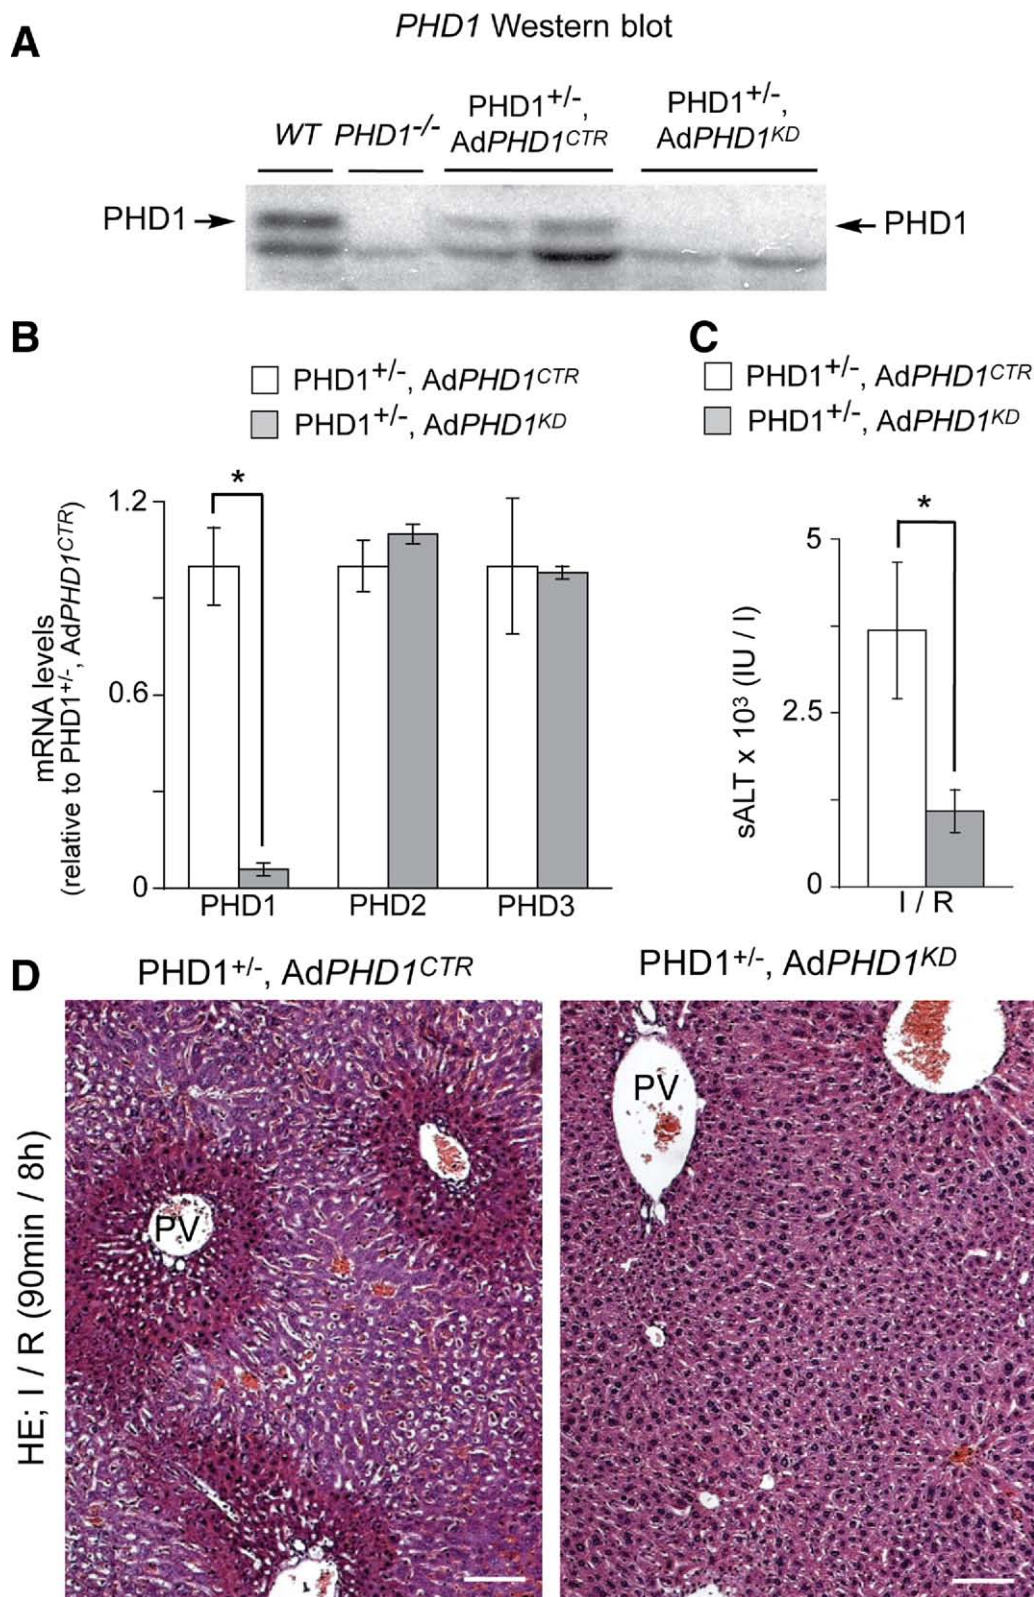 A
PHD1 Western blot
WT PHD1-/- PHD1+/-, AdPHD1CTR PHD1+/-, AdPHD1KD
PHD1
PHD1
B
PHD1+/-, AdPHD1CTR
PHD1+/-, AdPHD1KD
mRNA levels
(relative to PHD1+/-, AdPHD1CTR)
1.2
0.6
0
*
PHD1 PHD2 PHD3
C
PHD1+/-, AdPHD1CTR
PHD1+/-, AdPHD1KD
sALT x 10³ (IU / l)
5
2.5
0
*
I / R
D
PHD1+/-, AdPHD1CTR
PHD1+/-, AdPHD1KD
HE; I / R (90min / 8h)
PV
PV